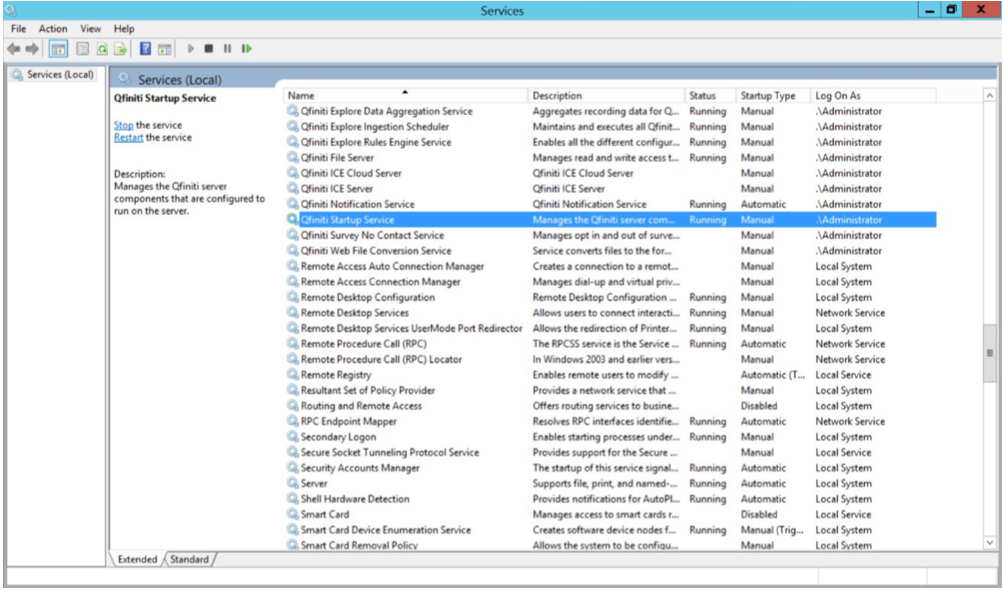 Services
File Action View Help
Services (Local)
Services (Local)
Qfiniti Startup Service
Stop the service
Restart the service
Description:
Manages the Qfiniti server
components that are configured to
run on the server.
Name Description Status Startup Type Log On As
Qfiniti Explore Data Aggregation Service Aggregates recording data for Q... Running Manual .\Administrator
Qfiniti Explore Ingestion Scheduler Maintains and executes all Qfinit... Running Manual .\Administrator
Qfiniti Explore Rules Engine Service Enables all the different configur... Running Manual .\Administrator
Qfiniti File Server Manages read and write access t... Running Manual .\Administrator
Qfiniti ICE Cloud Server Qfiniti ICE Cloud Server Manual .\Administrator
Qfiniti ICE Server Qfiniti ICE Server Manual .\Administrator
Qfiniti Notification Service Qfiniti Notification Service Running Automatic .\Administrator
Qfiniti Startup Service Manages the Qfiniti server com... Running Manual .\Administrator
Qfiniti Survey No Contact Service Manages opt in and out of surve... Manual .\Administrator
Qfiniti Web File Conversion Service Service converts files to the for... Manual .\Administrator
Remote Access Auto Connection Manager Creates a connection to a remot... Manual Local System
Remote Access Connection Manager Manages dial-up and virtual priv... Manual Local System
Remote Desktop Configuration Remote Desktop Configuration ... Running Manual Local System
Remote Desktop Services Allows users to connect interacti... Running Manual Network Service
Remote Desktop Services UserMode Port Redirector Allows the redirection of Printer... Running Manual Local System
Remote Procedure Call (RPC) The RPCSS service is the Service ... Running Automatic Network Service
Remote Procedure Call (RPC) Locator In Windows 2003 and earlier vers... Manual Network Service
Remote Registry Enables remote users to modify ... Automatic (T... Local Service
Resultant Set of Policy Provider Provides a network service that ... Manual Local System
Routing and Remote Access Offers routing services to busine... Disabled Local System
RPC Endpoint Mapper Resolves RPC interfaces identifie... Running Automatic Network Service
Secondary Logon Enables starting processes under... Running Manual Local System
Secure Socket Tunneling Protocol Service Provides support for the Secure ... Manual Local Service
Security Accounts Manager The startup of this service signal... Running Automatic Local System
Server Supports file, print, and named-... Running Automatic Local System
Shell Hardware Detection Provides notifications for AutoPl... Running Automatic Local System
Smart Card Manages access to smart cards r... Disabled Local Service
Smart Card Device Enumeration Service Creates software device nodes f... Running Manual (Trig... Local System
Smart Card Removal Policy Allows the system to be configu... Manual Local System
Extended Standard